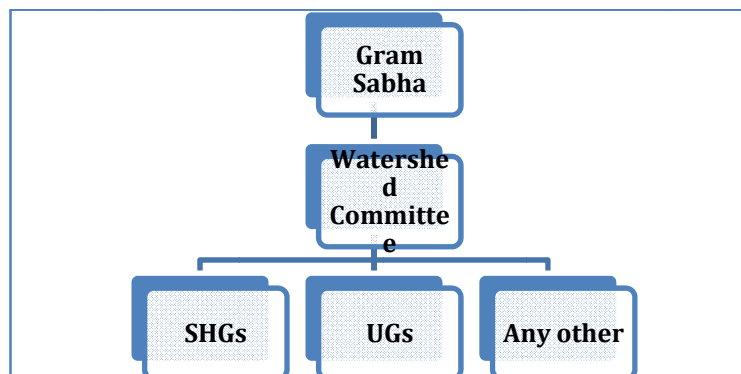 Gram
Sabha
Watershe
d
Committe
e
SHGs
UGs
Any other